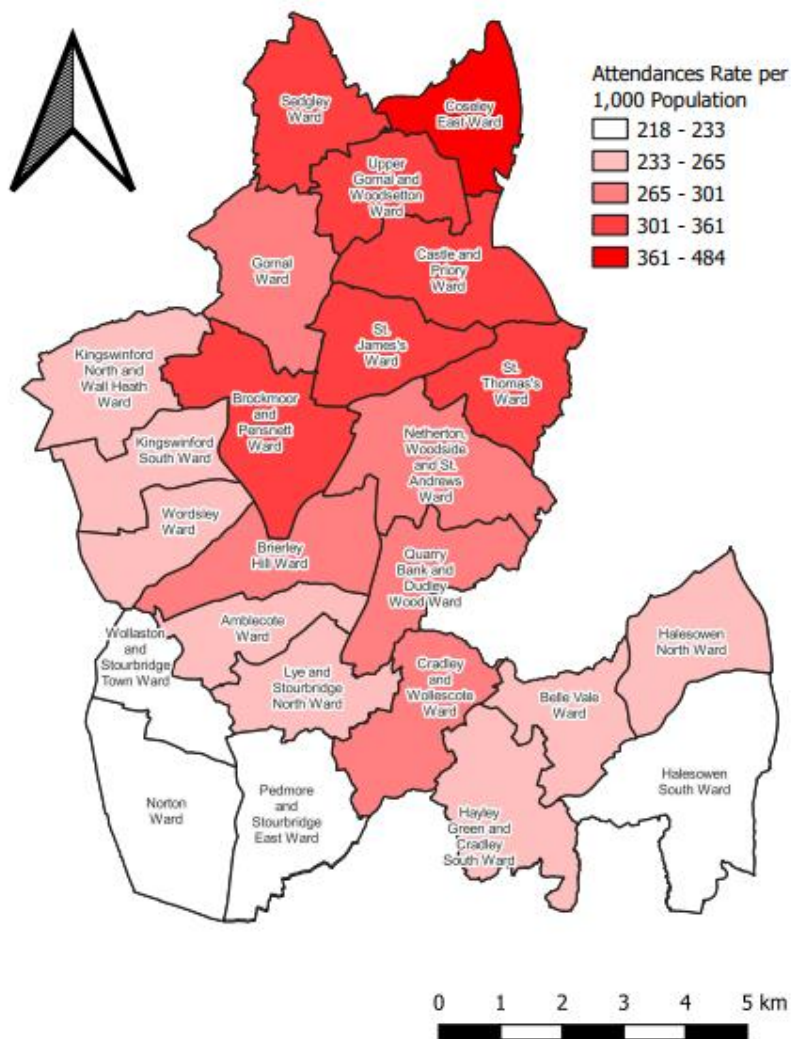 Attendances Rate per
1,000 Population
218 - 233
233 - 265
265 - 301
301 - 361
361 - 484
Sedgley
Ward
Coseley
East Ward
Upper
Gornal and
Woodsetton
Ward
Gornal
Ward
Castle and
Priory
Ward
St.
James's
Ward
St.
Thomas's
Ward
Kingswinford
North and
Wall Heath
Ward
Brockmoor
and
Pensnett
Ward
Kingswinford
South Ward
Netherton,
Woodside
and St.
Andrews
Ward
Wordsley
Ward
Brierley
Hill Ward
Quarry
Bank and
Dudley
Wood Ward
Amblecote
Ward
Wollaston
and
Stourbridge
Town Ward
Lye and
Stourbridge
North Ward
Cradley
and
Wollescote
Ward
Halesowen
North Ward
Belle Vale
Ward
Halesowen
South Ward
Norton
Ward
Pedmore
and
Stourbridge
East Ward
Hayley
Green and
Cradley
South Ward
0 1 2 3 4 5 km